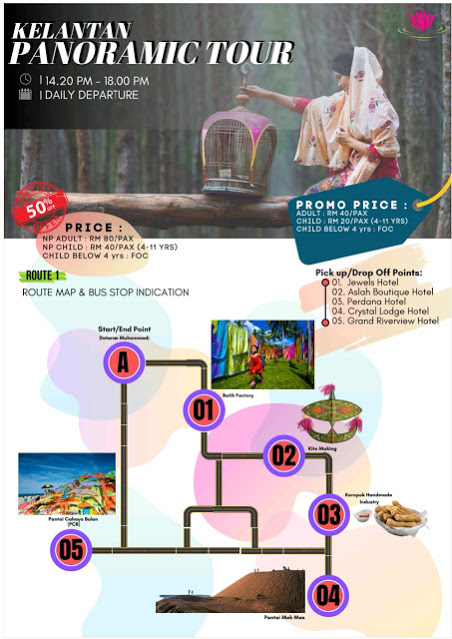 KELANTAN
PANORAMIC TOUR
| 14.20 PM - 18.00 PM
| DAILY DEPARTURE
50%
OFF
PRICE :
NP ADULT : RM 80/PAX
NP CHILD : RM 40/PAX (4-11 YRS)
CHILD BELOW 4 yrs : FOC
PROMO PRICE :
ADULT : RM 40/PAX
CHILD : RM 20/PAX (4-11 YRS)
CHILD BELOW 4 yrs : FOC
ROUTE 1
ROUTE MAP & BUS STOP INDICATION
Pick up/Drop Off Points:
01. Jewels Hotel
02. Aslah Boutique Hotel
03. Perdana Hotel
04. Crystal Lodge Hotel
05. Grand Riverview Hotel
Start/End Point
Dataran Muhammadi
A
Batik Factory
01
Kite Making
02
Keropok Handmade
Industry
03
Pantai Cahaya Bulan
(PCB)
05
04
Pantai Mek Mas